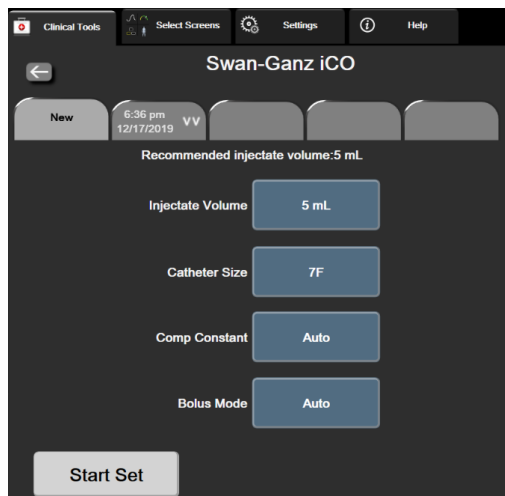 Clinical Tools Select Screens Settings Help
Swan-Ganz iCO
New
6:36 pm
12/17/2019
Recommended injectate volume:5 mL
Injectate Volume 5 mL
Catheter Size 7F
Comp Constant Auto
Bolus Mode Auto
Start Set